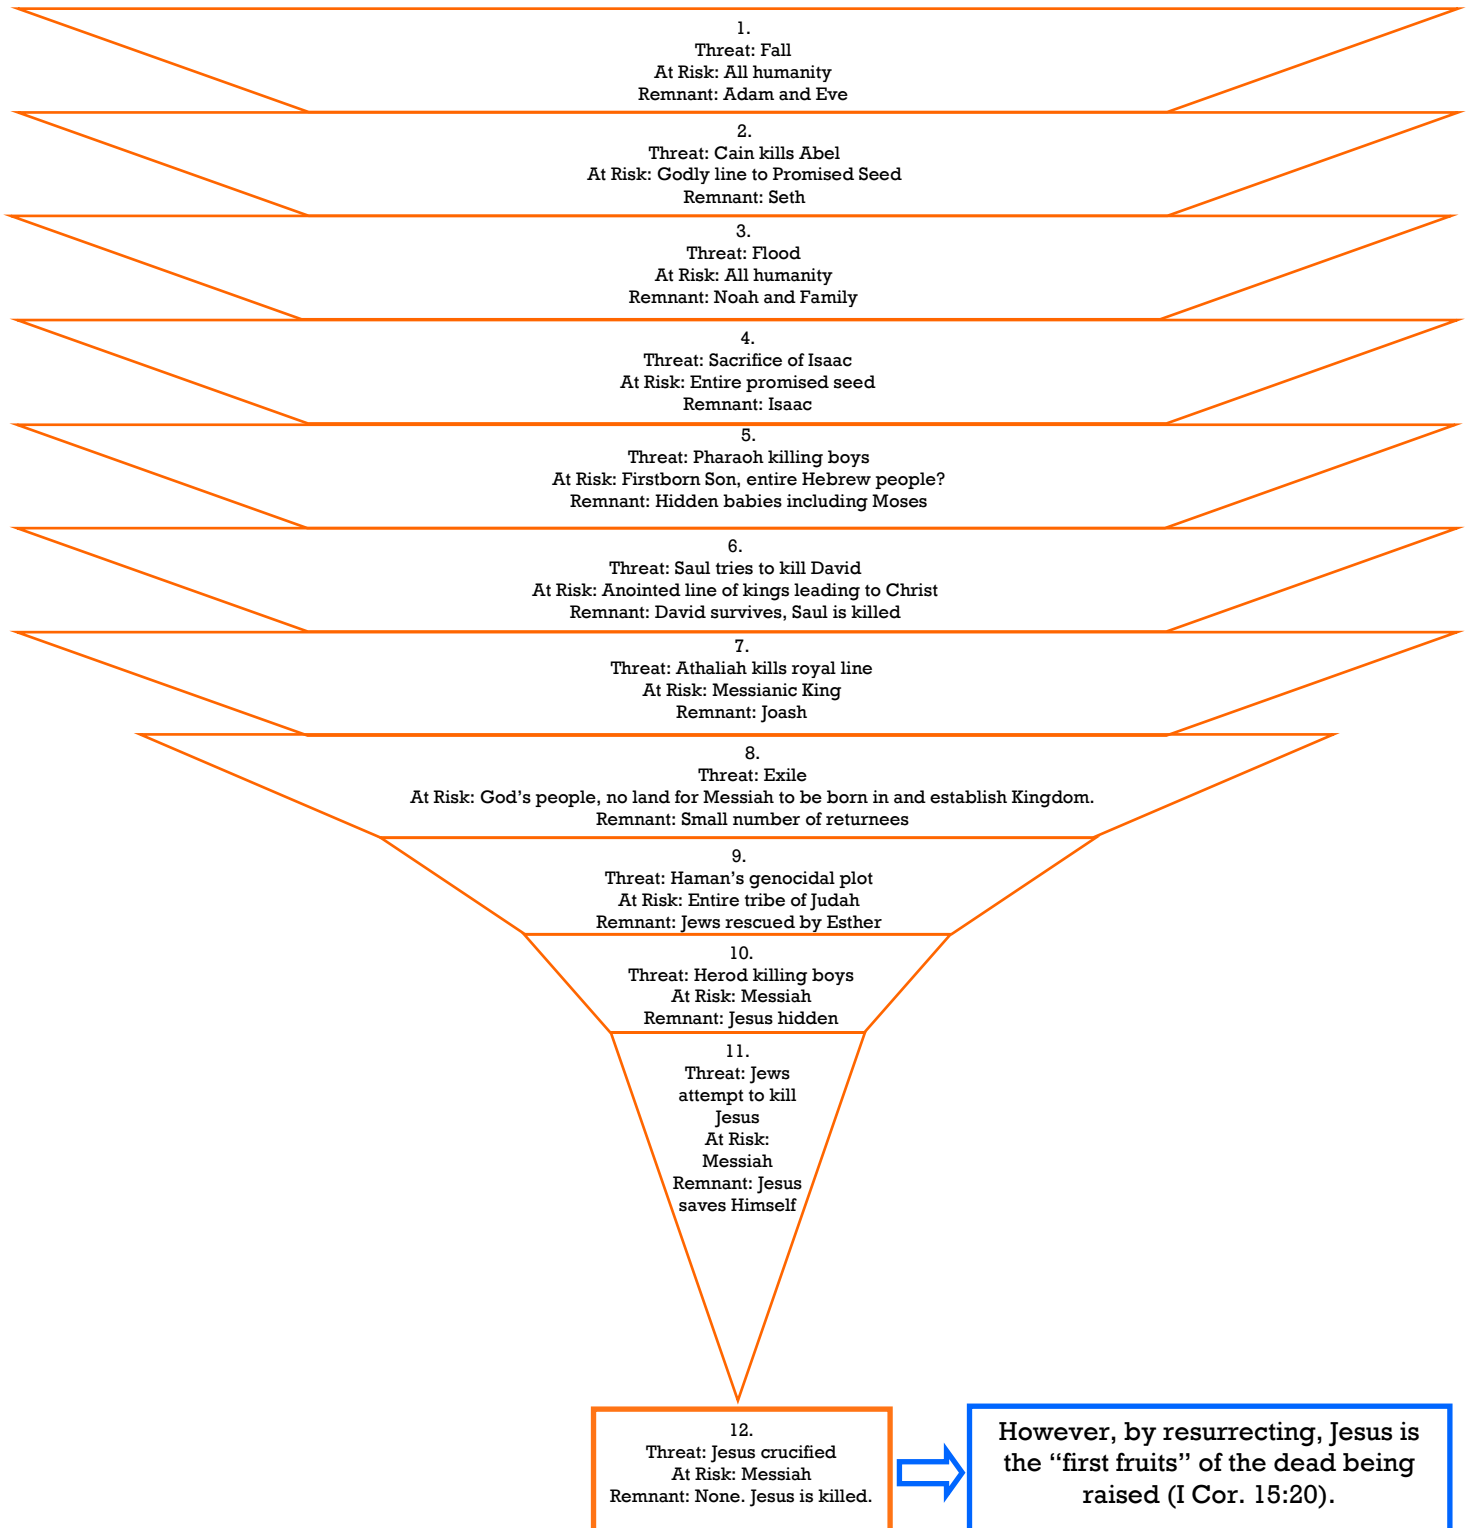 1.
Threat: Fall
At Risk: All humanity
Remnant: Adam and Eve
2.
Threat: Cain kills Abel
At Risk: Godly line to Promised Seed
Remnant: Seth
3.
Threat: Flood
At Risk: All humanity
Remnant: Noah and Family
4.
Threat: Sacrifice of Isaac
At Risk: Entire promised seed
Remnant: Isaac
5.
Threat: Pharaoh killing boys
At Risk: Firstborn Son, entire Hebrew people?
Remnant: Hidden babies including Moses
6.
Threat: Saul tries to kill David
At Risk: Anointed line of kings leading to Christ
Remnant: David survives, Saul is killed
7.
Threat: Athaliah kills royal line
At Risk: Messianic King
Remnant: Joash
8.
Threat: Exile
At Risk: God’s people, no land for Messiah to be born in and establish Kingdom.
Remnant: Small number of returnees
9.
Threat: Haman’s genocidal plot
At Risk: Entire tribe of Judah
Remnant: Jews rescued by Esther
10.
Threat: Herod killing boys
At Risk: Messiah
Remnant: Jesus hidden
11.
Threat: Jews
attempt to kill
Jesus
At Risk:
Messiah
Remnant: Jesus
saves Himself
12.
Threat: Jesus crucified
At Risk: Messiah
Remnant: None. Jesus is killed.
However, by resurrecting, Jesus is
the “first fruits” of the dead being
raised (I Cor. 15:20).